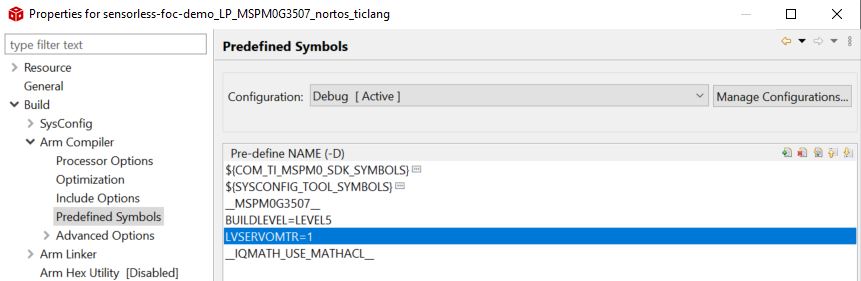 Properties for sensorless-foc-demo_LP_MSPM0G3507_nortos_ticlang
type filter text
Resource
General
Build
SysConfig
Arm Compiler
Processor Options
Optimization
Include Options
Predefined Symbols
Advanced Options
Arm Linker
Arm Hex Utility [Disabled]
Predefined Symbols
Configuration: Debug [ Active ]
Manage Configurations...
Pre-define NAME (-D)
${COM_TI_MSPM0_SDK_SYMBOLS}
${SYSCONFIG_TOOL_SYMBOLS}
__MSPM0G3507__
BUILDLEVEL=LEVEL5
LVSERVOMTR=1
__IQMATH_USE_MATHACL__